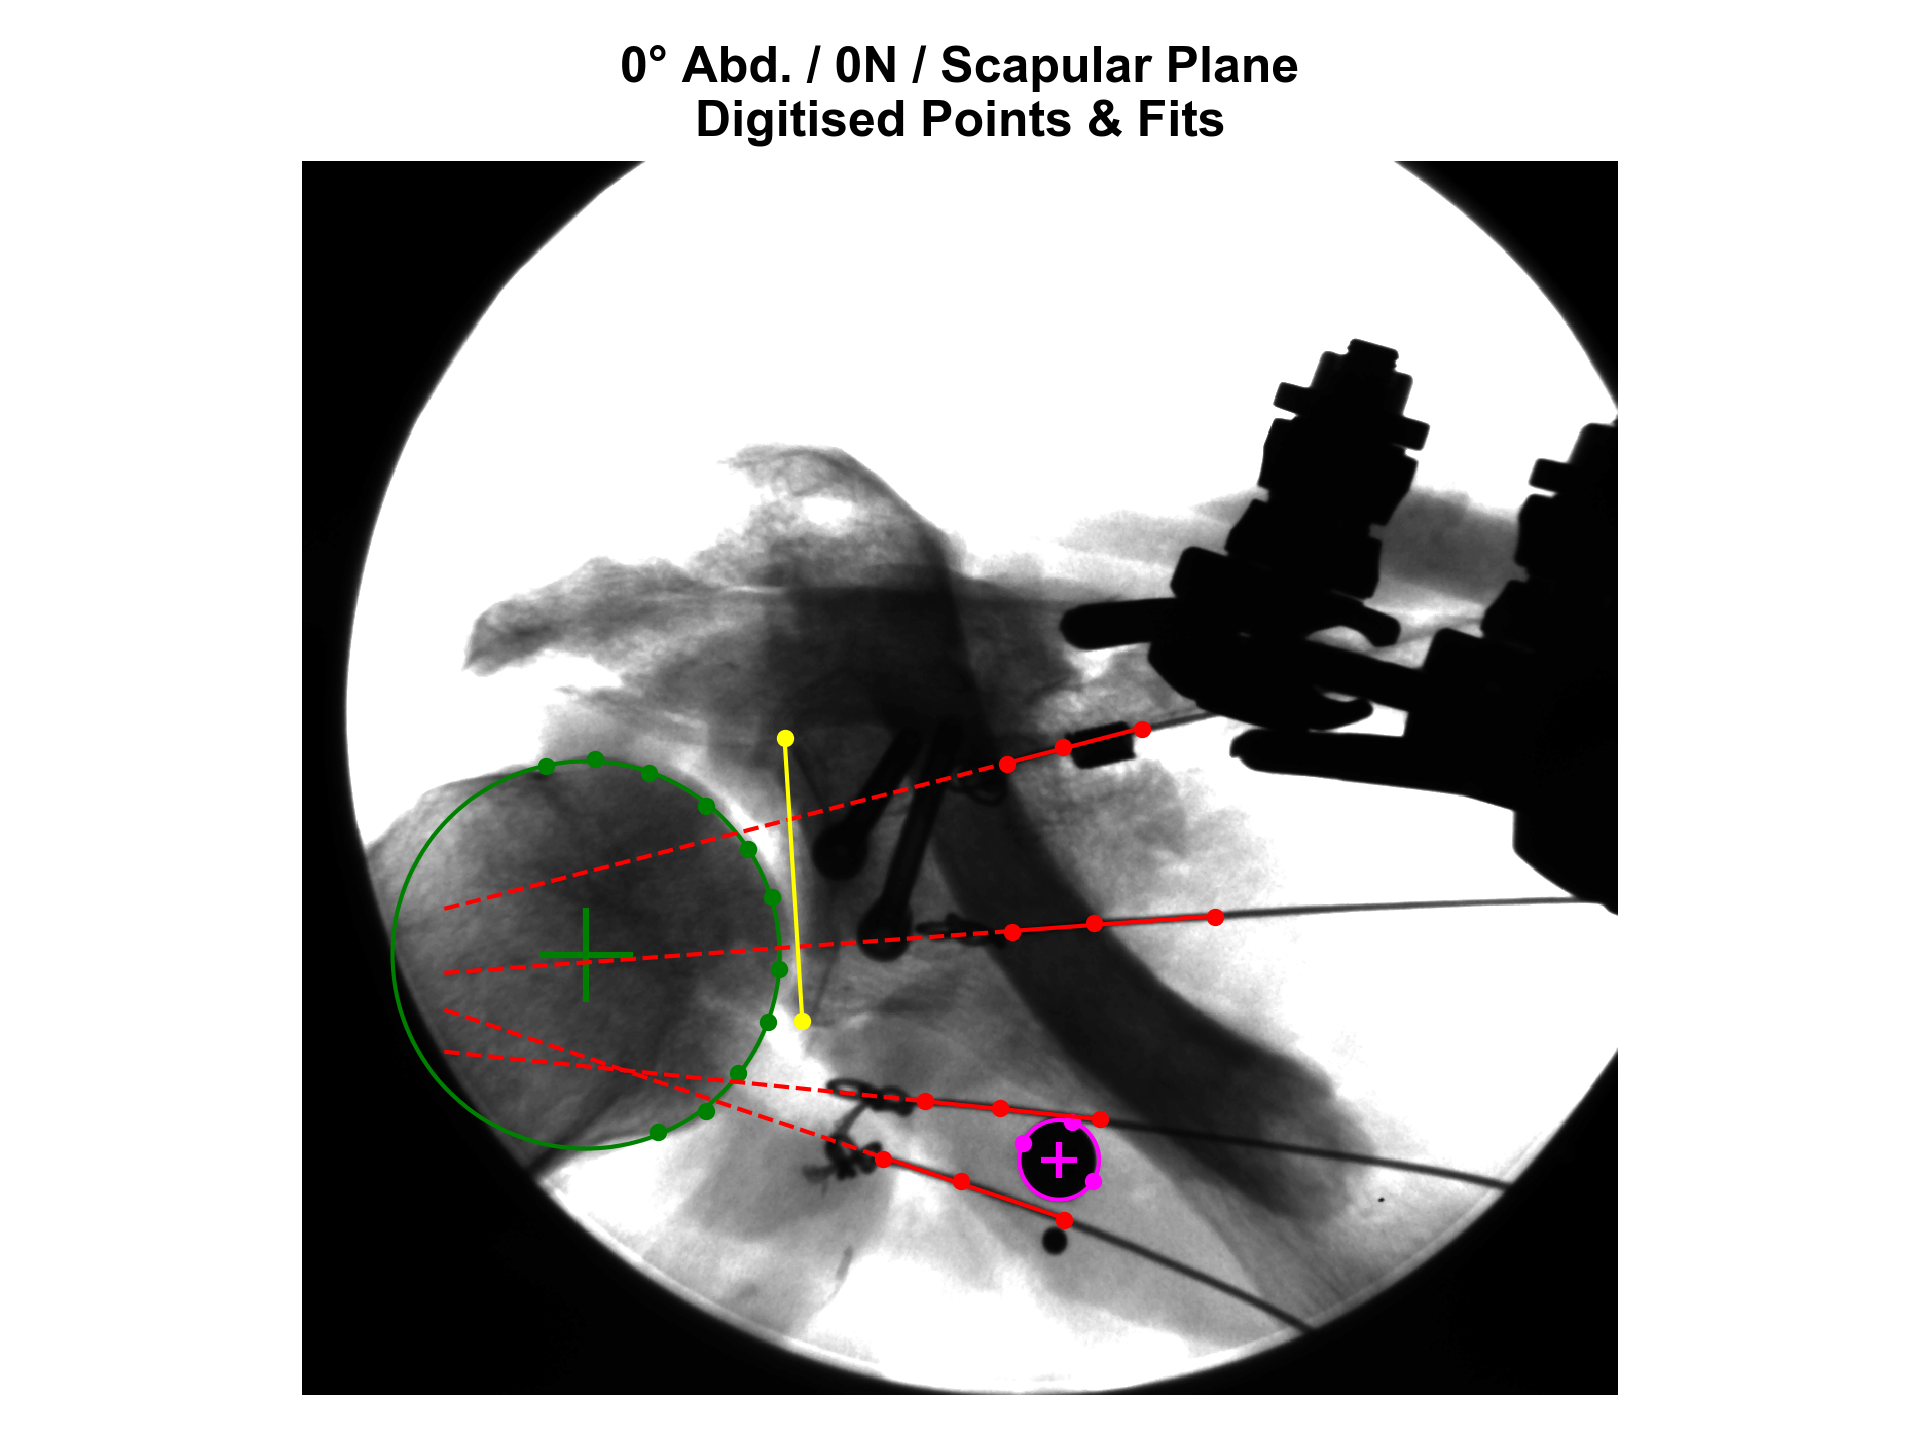 0° Abd. / 0N / Scapular Plane
Digitised Points & Fits